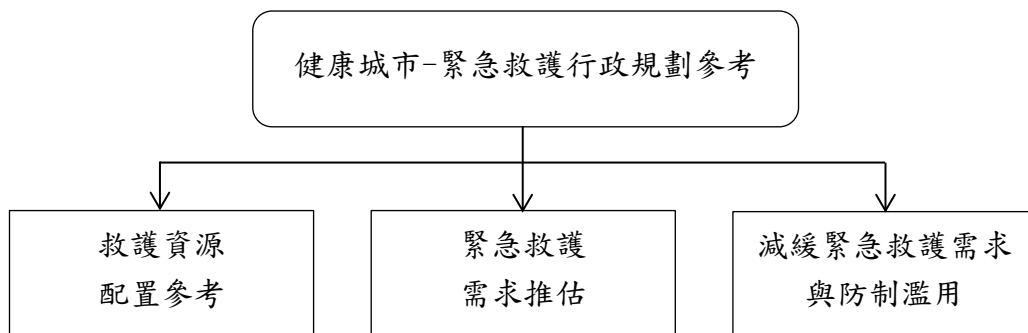 健康城市-緊急救護行政規劃參考
救護資源
配置參考
緊急救護
需求推估
減緩緊急救護需求
與防制濫用